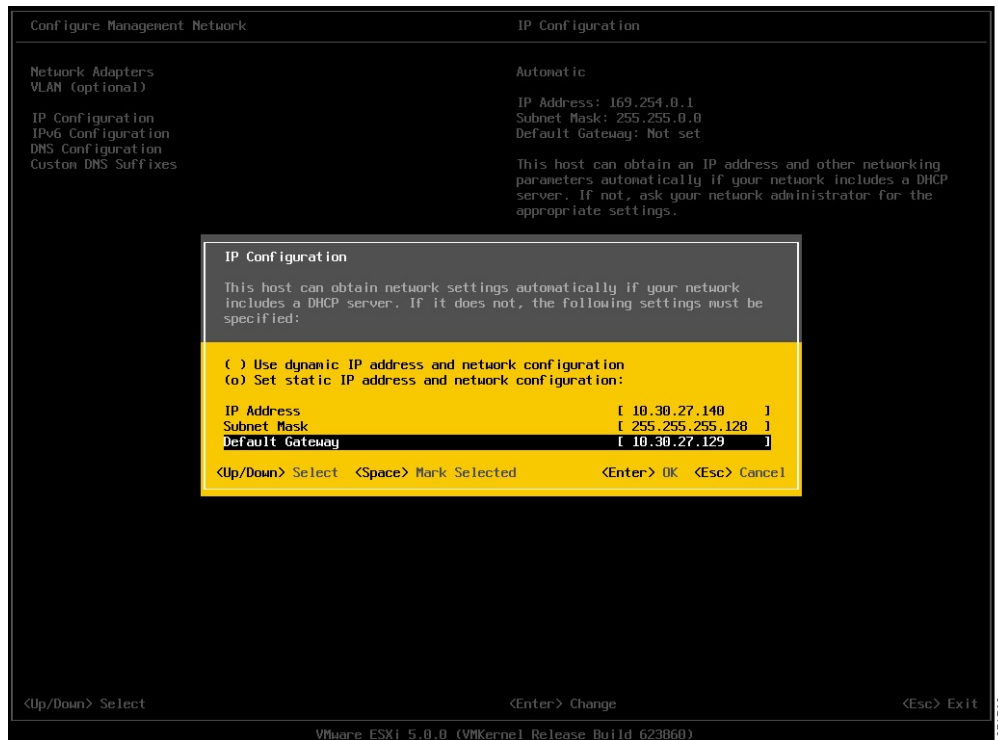 Configure Management Network
IP Configuration
Network Adapters
VLAN (optional)
IP Configuration
IPv6 Configuration
DNS Configuration
Custom DNS Suffixes
Automatic
IP Address: 169.254.0.1
Subnet Mask: 255.255.0.0
Default Gateway: Not set
This host can obtain an IP address and other networking
parameters automatically if your network includes a DHCP
server. If not, ask your network administrator for the
appropriate settings.
IP Configuration
This host can obtain network settings automatically if your network
includes a DHCP server. If it does not, the following settings must be
specified:
( ) Use dynamic IP address and network configuration
(o) Set static IP address and network configuration:
IP Address [ 10.30.27.140 ]
Subnet Mask [ 255.255.255.128 ]
Default Gateway [ 10.30.27.129 ]
<Up/Down> Select <Space> Mark Selected <Enter> OK <Esc> Cancel
<Up/Down> Select <Enter> Change <Esc> Exit
VMware ESXi 5.0.0 (VMKernel Release Build 623860)